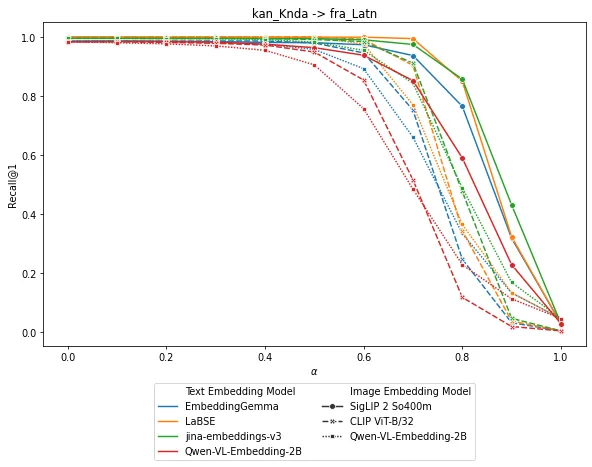 kan_Knda -> fra_Latn
Recall@1
1.0
0.8
0.6
0.4
0.2
0.0
0.0 0.2 0.4 0.6 0.8 1.0
α
Text Embedding Model
EmbeddingGemma
LaBSE
jina-embeddings-v3
Qwen-VL-Embedding-2B
Image Embedding Model
SigLIP 2 So400m
CLIP ViT-B/32
Qwen-VL-Embedding-2B